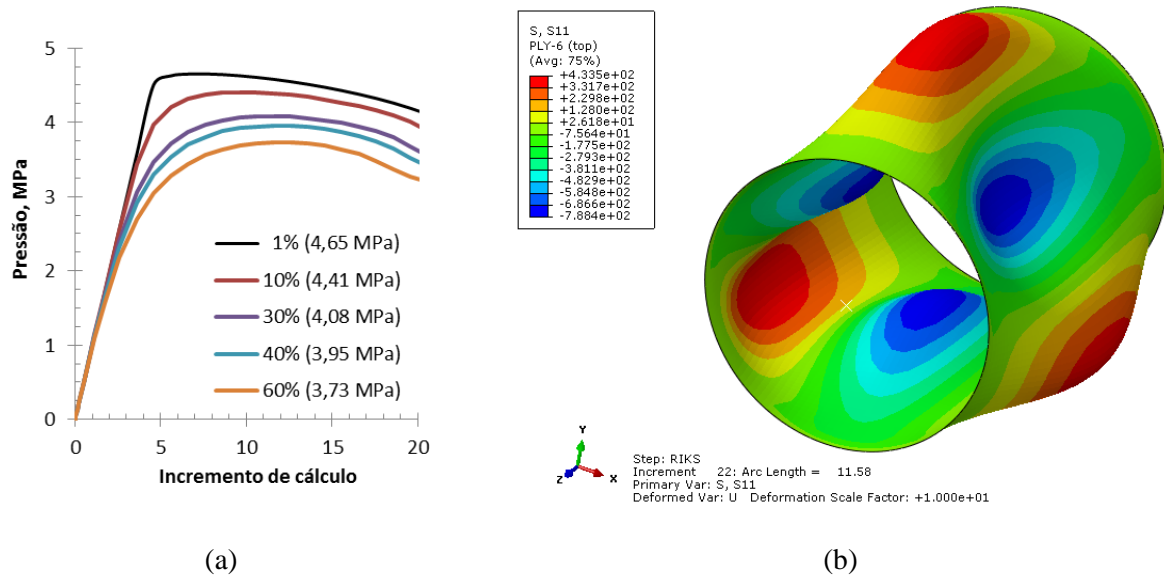 Pressão, MPa
5
4
3
2
1
0
0
5
10
15
20
Incremento de cálculo
1% (4,65 MPa)
10% (4,41 MPa)
30% (4,08 MPa)
40% (3,95 MPa)
60% (3,73 MPa)
(a)
S, S11
PLY-6 (top)
(Avg: 75%)
+4.335e+02
+3.317e+02
+2.298e+02
+1.280e+02
+2.618e+01
-7.564e+01
-1.775e+02
-2.793e+02
-3.811e+02
-4.829e+02
-5.848e+02
-6.866e+02
-7.884e+02
Y
Z
X
Step: RIKS
Increment 22: Arc Length = 11.58
Primary Var: S, S11
Deformed Var: U Deformation Scale Factor: +1.000e+01
(b)